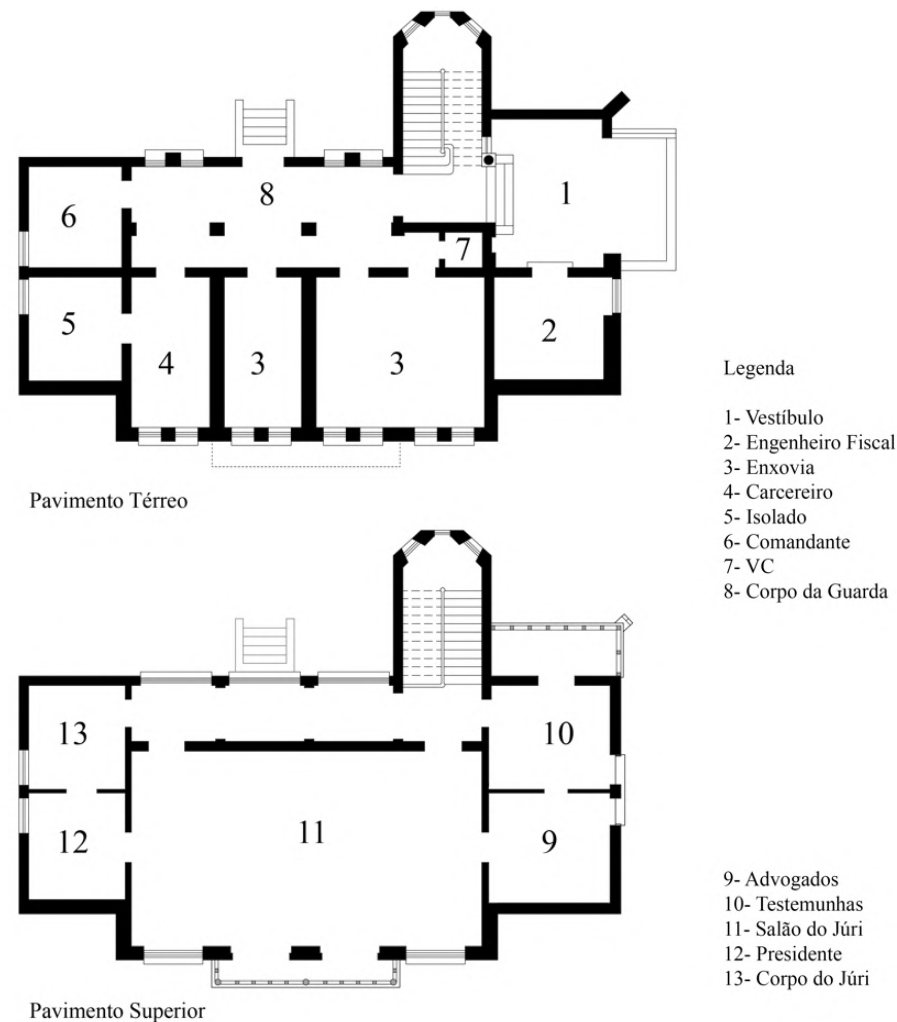 8
6
1
7
5
2
4
3
3
Legenda
1- Vestíbulo
2- Engenheiro Fiscal
3- Enxovia
4- Carcereiro
5- Isolado
6- Comandante
7- VC
8- Corpo da Guarda
Pavimento Térreo
13
10
11
12
9
9- Advogados
10- Testemunhas
11- Salão do Júri
12- Presidente
13- Corpo do Júri
Pavimento Superior